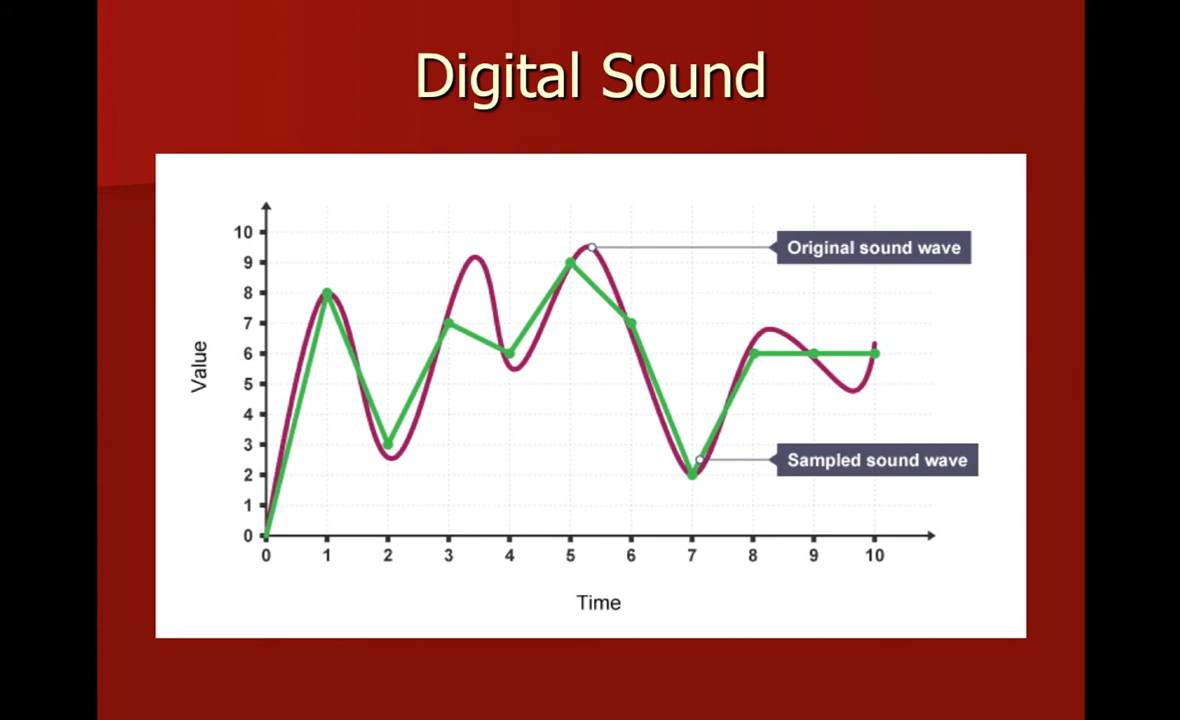 Digital Sound
10
9
8
7
6
5
4
3
2
1
0
Value
Original sound wave
Sampled sound wave
0 1 2 3 4 5 6 7 8 9 10
Time